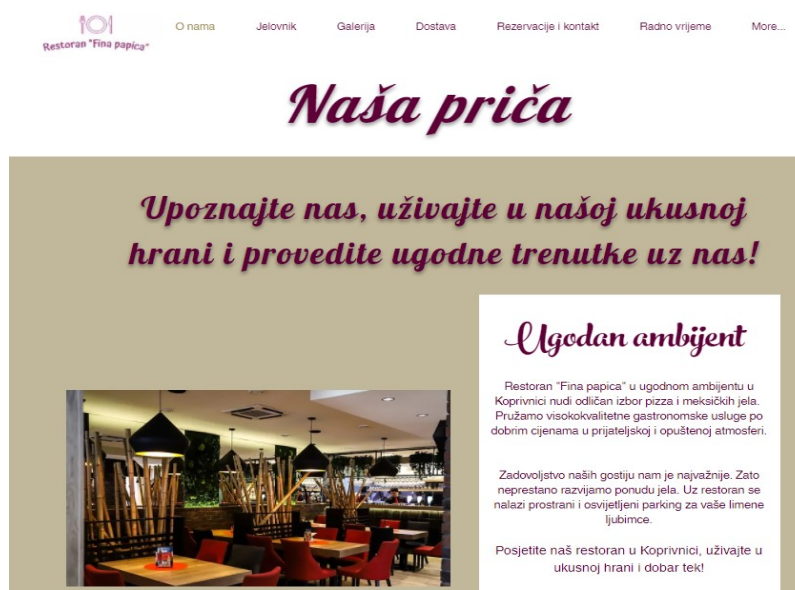 O nama Jelovnik Galerija Dostava Rezervacije i kontakt Radno vrijeme More...
Restoran "Fina papica"
Naša priča
Upoznajte nas, uživajte u našoj ukusnoj
hrani i provedite ugodne trenutke uz nas!
Ugodan ambijent
Restoran "Fina papica" u ugodnom ambijentu u
Koprivnici nudi odličan izbor pizza i meksičkih jela.
Pružamo visokokvalitetne gastronomske usluge po
dobrim cijenama u prijateljskoj i opuštenoj atmosferi.
Zadovoljstvo naših gostiju nam je najvažnije. Zato
neprestano razvijamo ponudu jela. Uz restoran se
nalazi prostrani i osvijetljeni parking za vaše limene
ljubimce.
Posjetite naš restoran u Koprivnici, uživajte u
ukusnoj hrani i dobar tek!